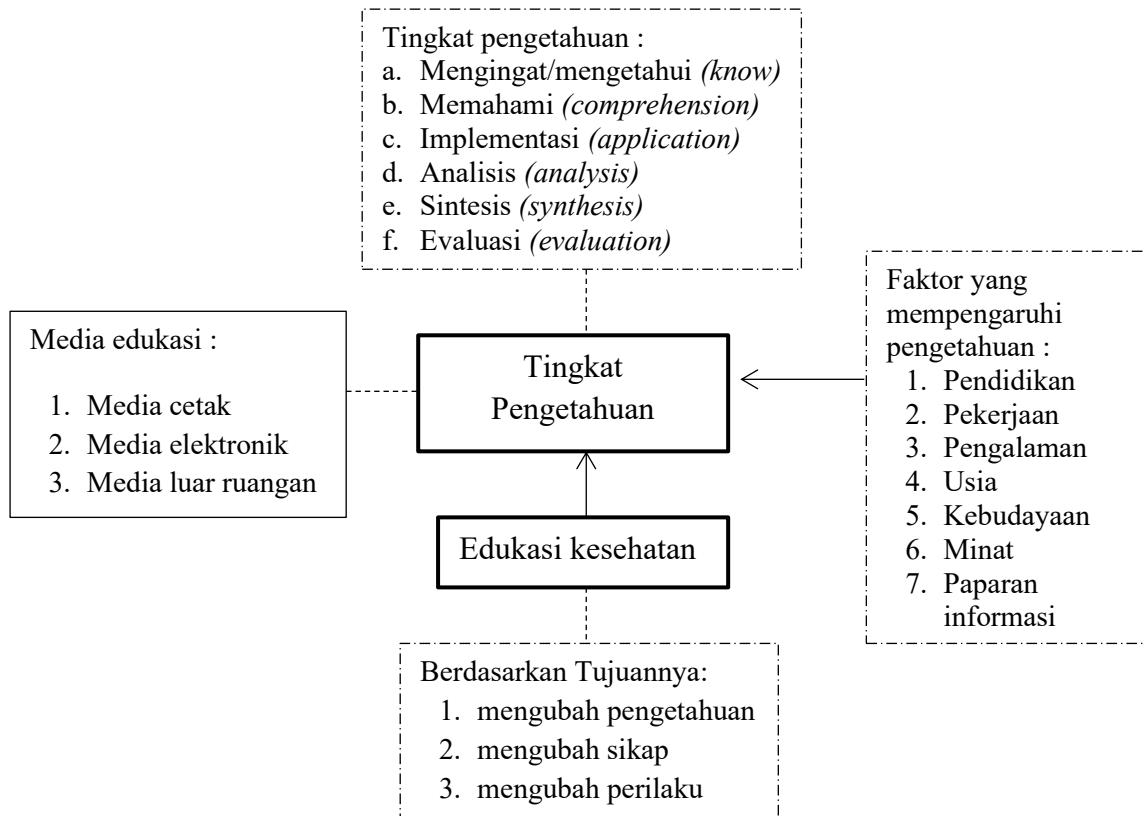 Tingkat pengetahuan :
a. Mengingat/mengetahui (know)
b. Memahami (comprehension)
c. Implementasi (application)
d. Analisis (analysis)
e. Sintesis (synthesis)
f. Evaluasi (evaluation)
Media edukasi :
1. Media cetak
2. Media elektronik
3. Media luar ruangan
Tingkat
Pengetahuan
Faktor yang
mempengaruhi
pengetahuan :
1. Pendidikan
2. Pekerjaan
3. Pengalaman
4. Usia
5. Kebudayaan
6. Minat
7. Paparan
informasi
Edukasi kesehatan
Berdasarkan Tujuannya:
1. mengubah pengetahuan
2. mengubah sikap
3. mengubah perilaku